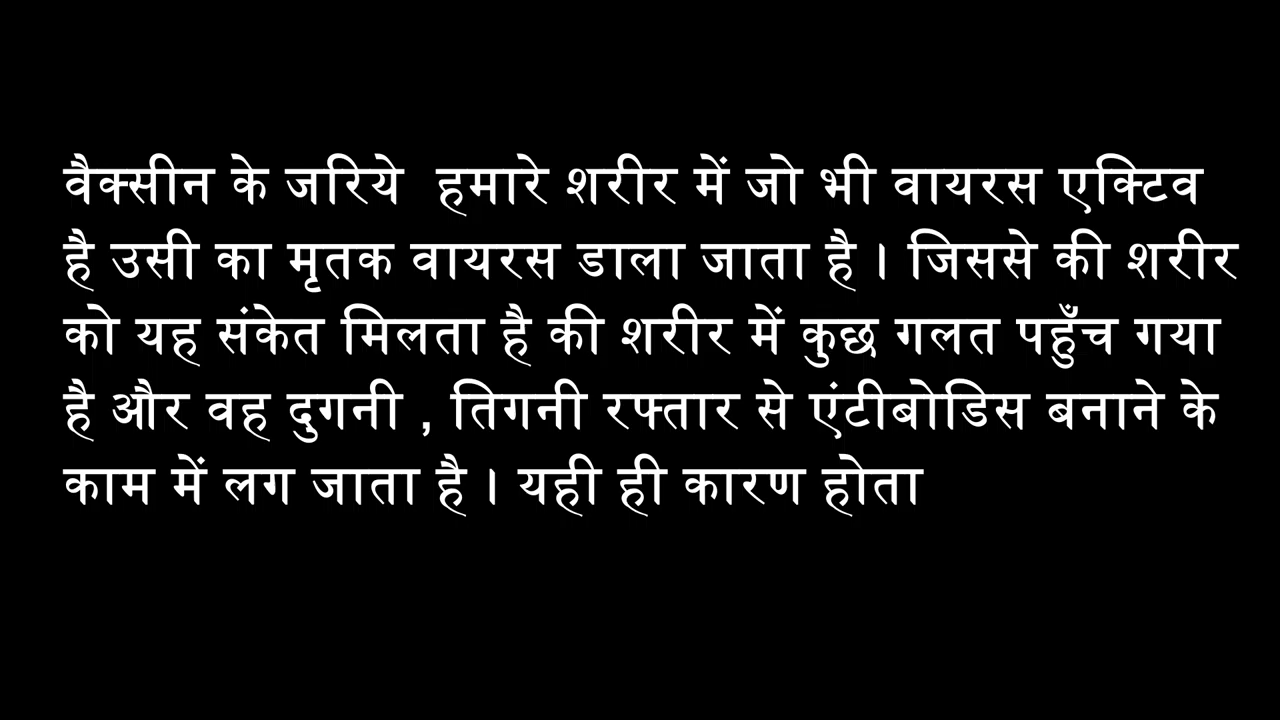 वैक्सीन के जरिये  हमारे शरीर में जो भी वायरस एक्टिव
है उसी का मृतक वायरस डाला जाता है । जिससे की शरीर
को यह संकेत मिलता है की शरीर में कुछ गलत पहुँच गया
है और वह दुगनी , तिगनी रफ्तार से एंटीबोडिस बनाने के
काम में लग जाता है । यही ही कारण होता